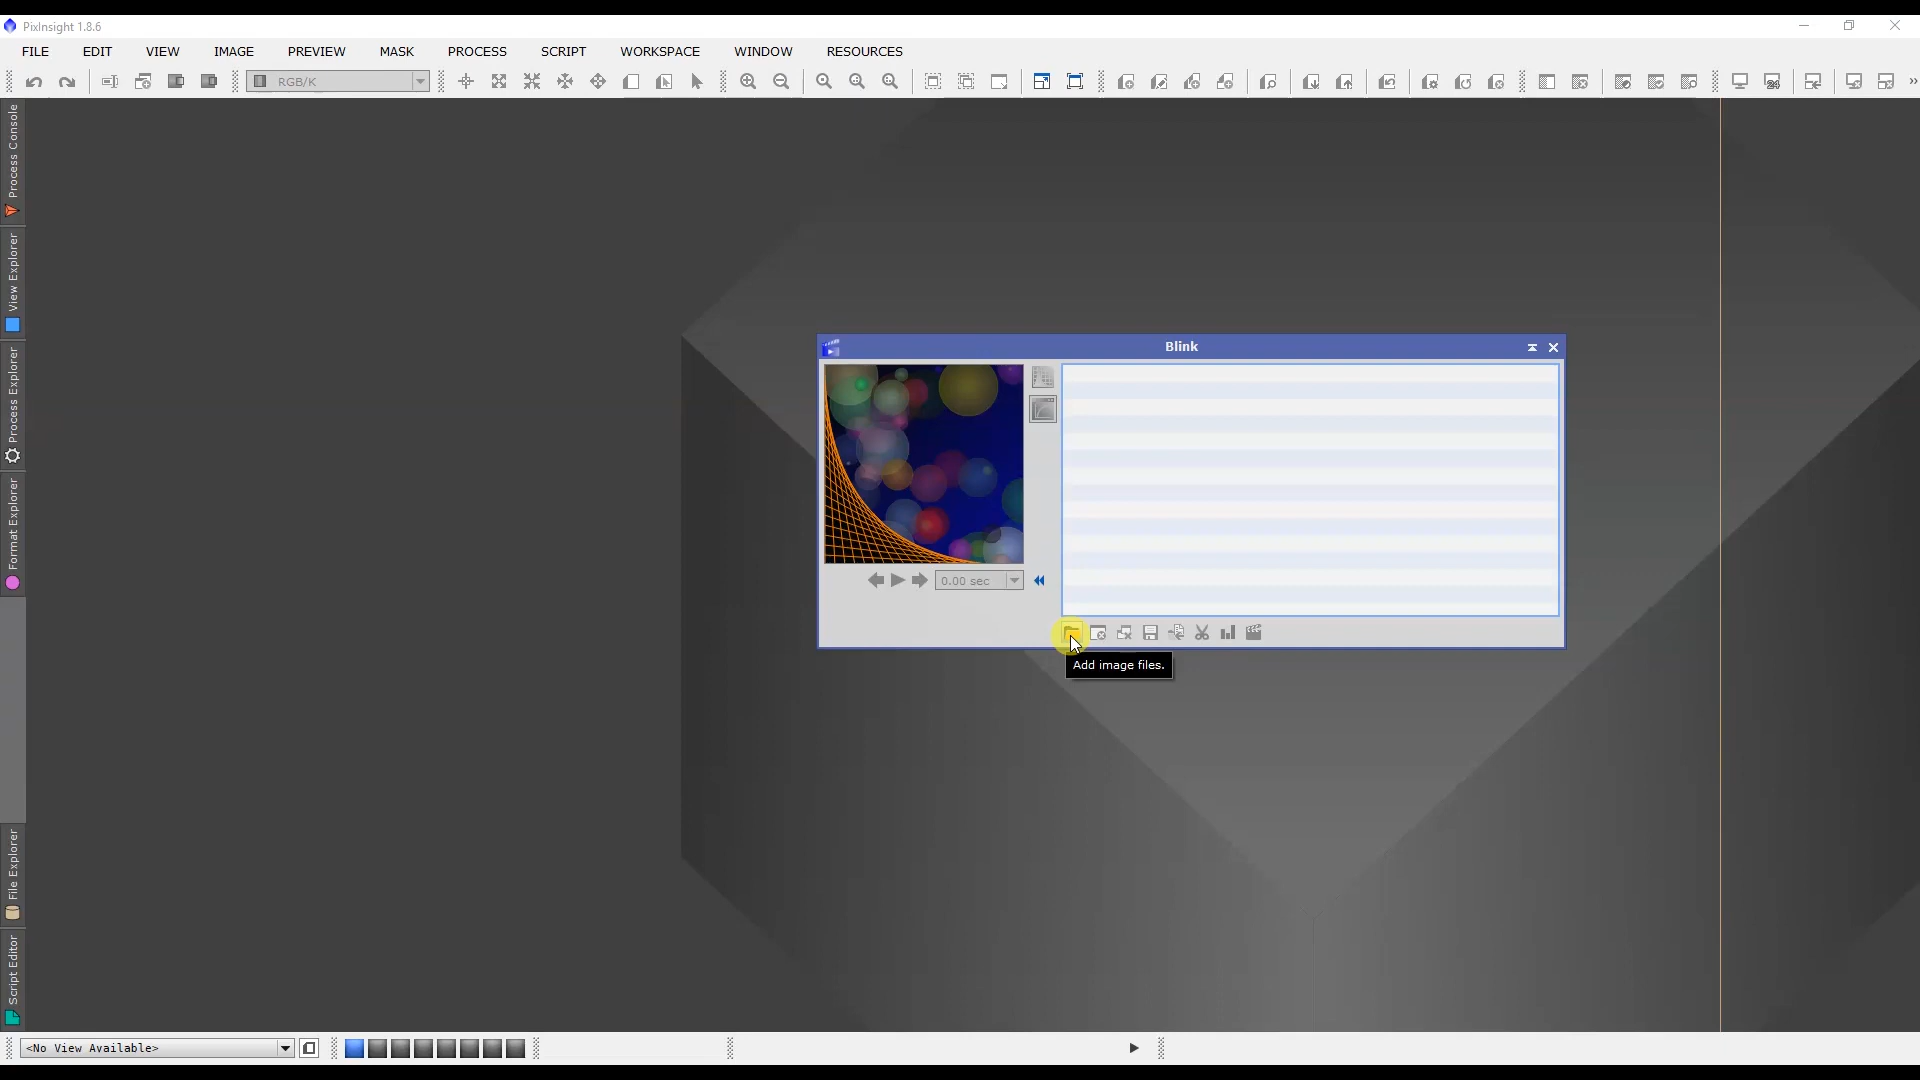 PixInsight 1.8.6
FILE EDIT VIEW IMAGE PREVIEW MASK PROCESS SCRIPT WORKSPACE WINDOW RESOURCES
RGB/K
24
»
Process Console
View Explorer
Process Explorer
Format Explorer
File Explorer
Script Editor
Blink
0.00 sec
Add image files.
<No View Available>